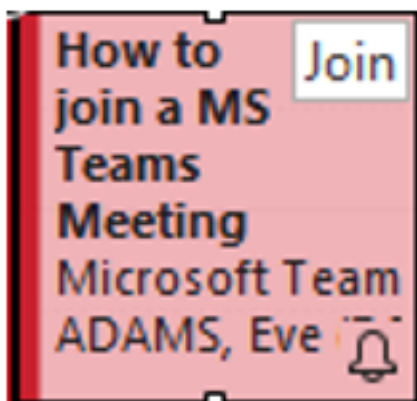 How to
join a MS
Teams
Meeting
Join
Microsoft Team
ADAMS, Eve